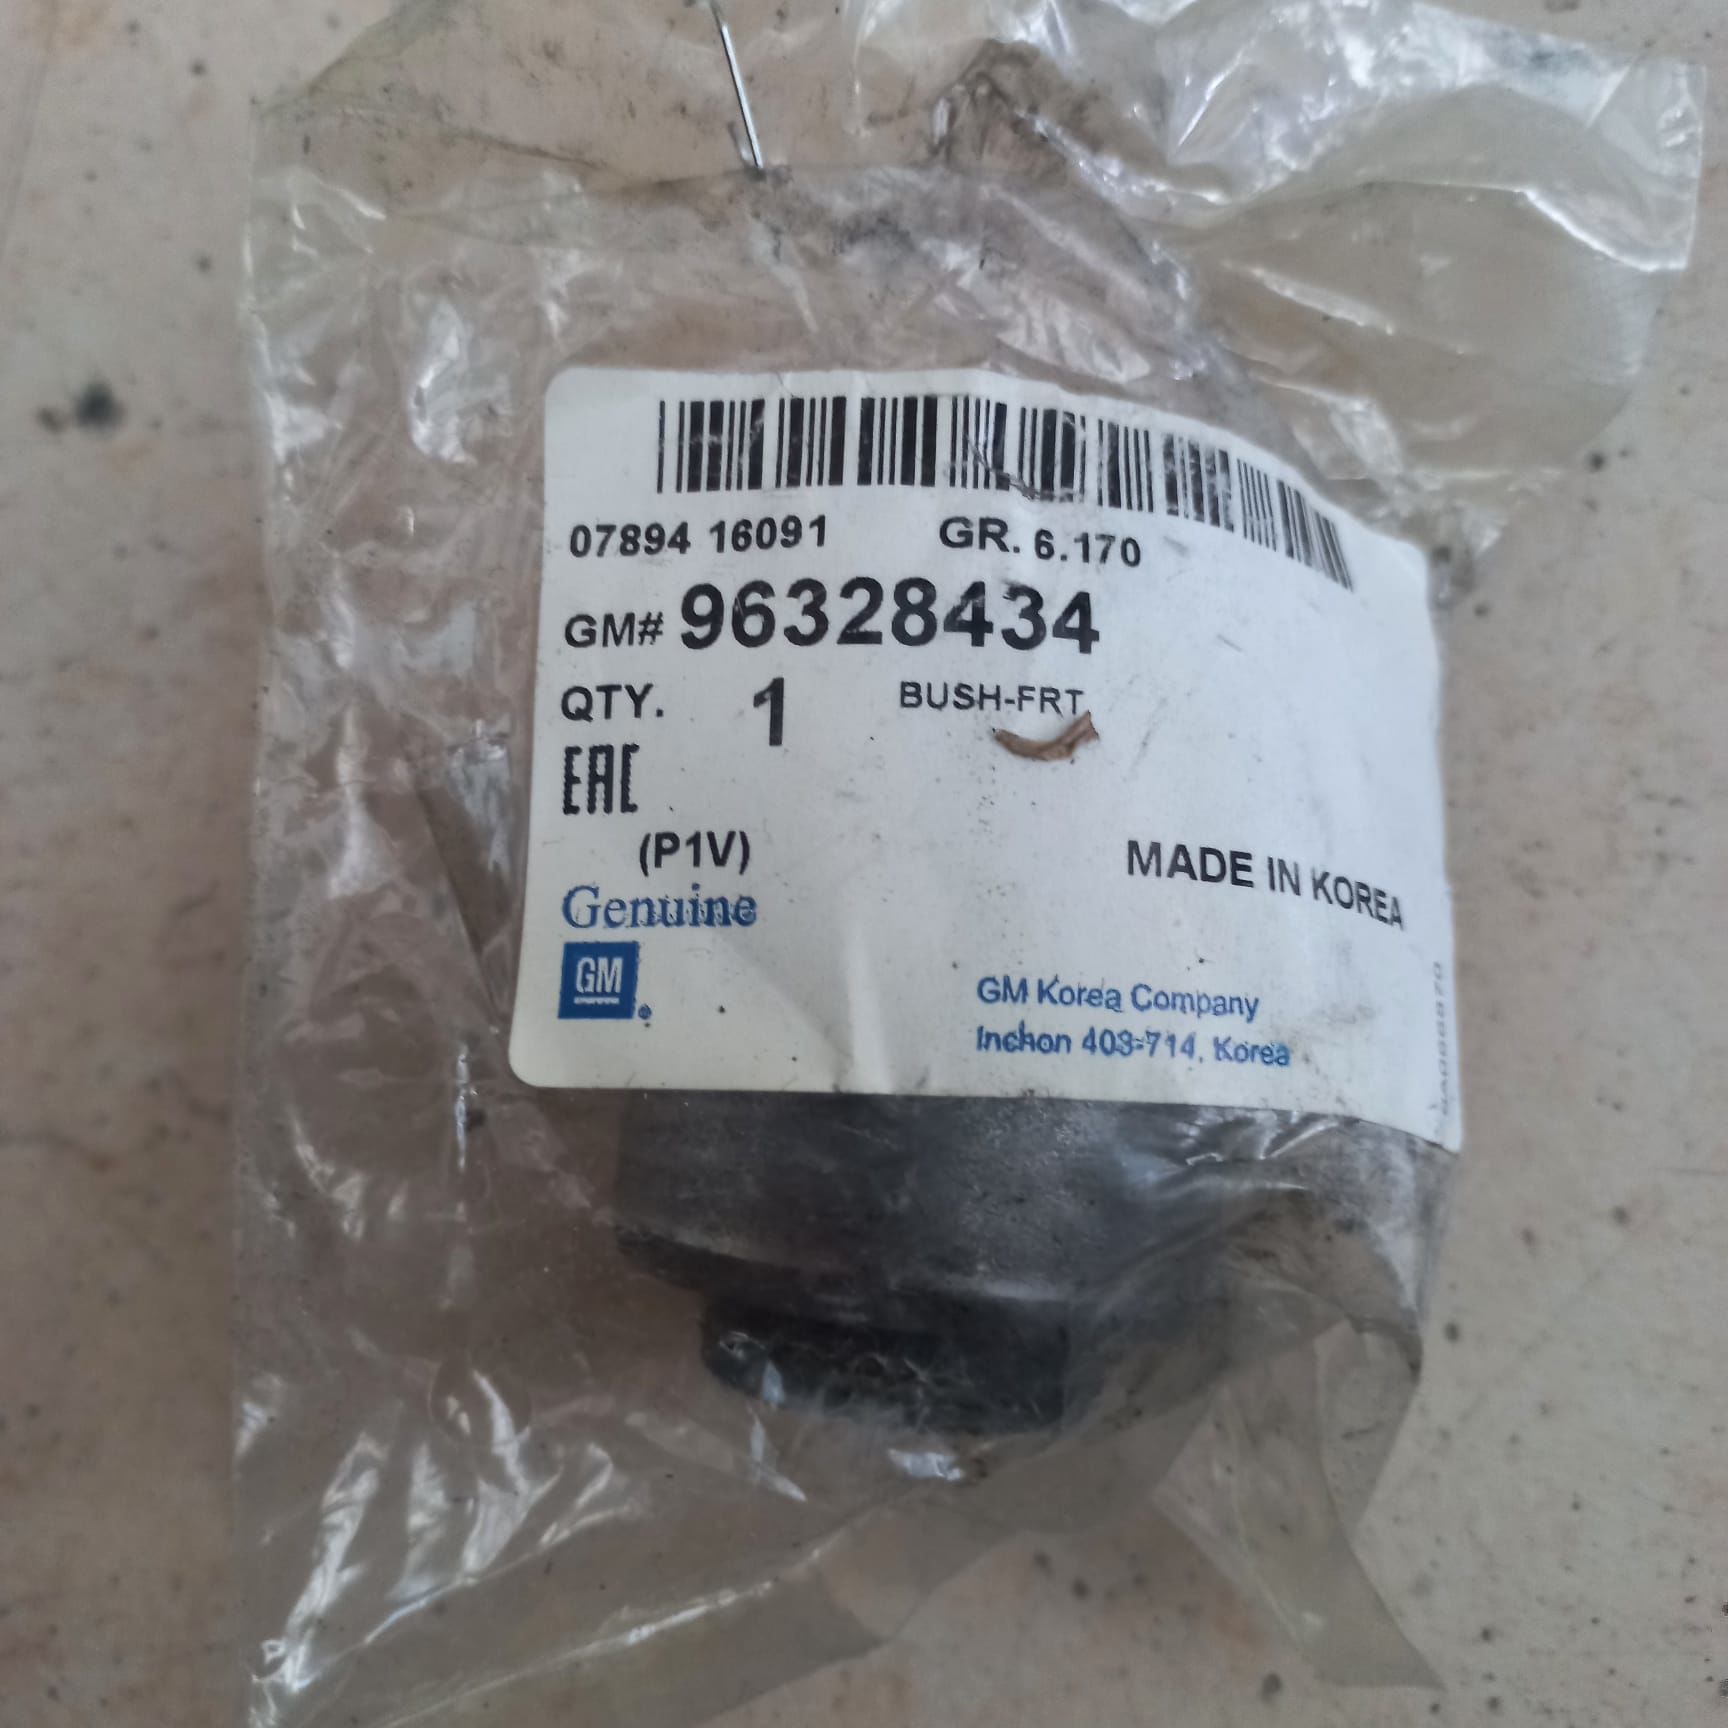 07894 16091 GR. 6.170
GM# 96328434
QTY. 1 BUSH-FRT
EAC
(P1V)
MADE IN KOREA
Genuine
GM
GM Korea Company
Inchon 403-714, Korea